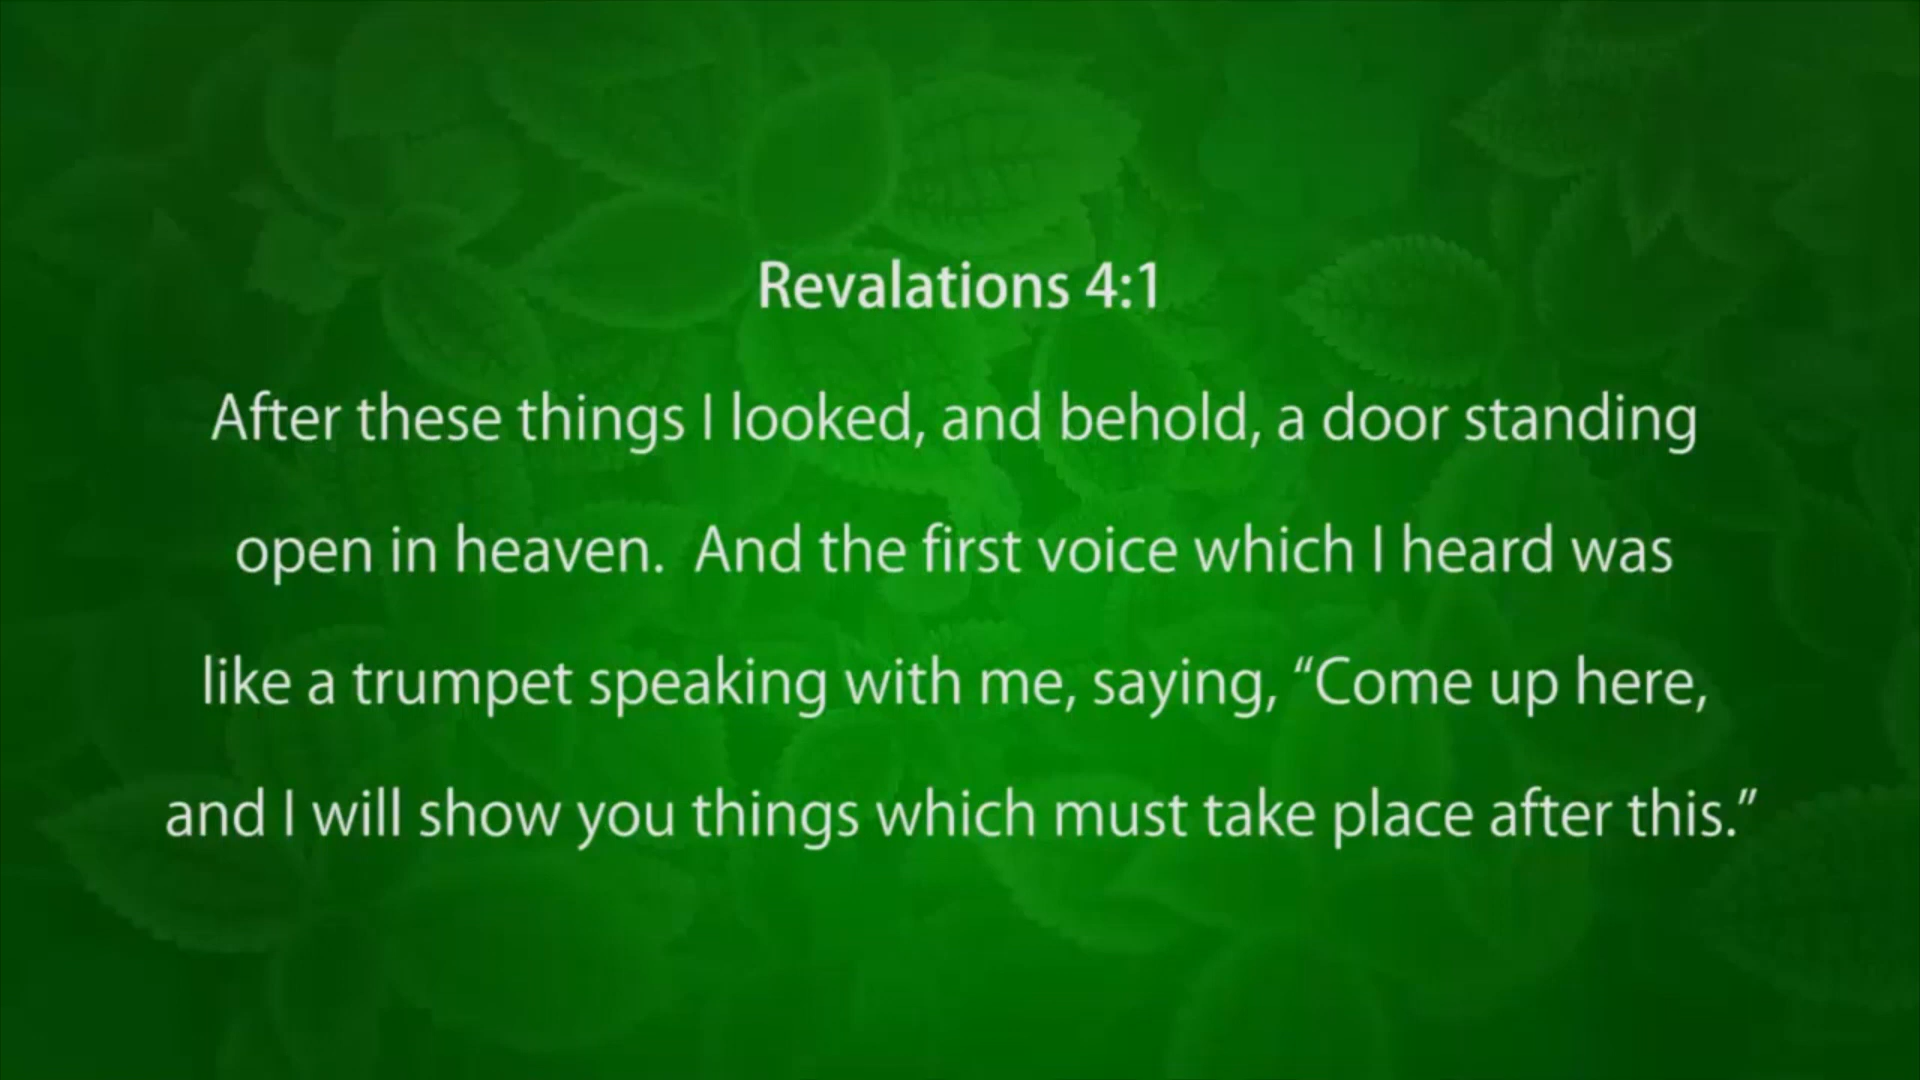 Revalations 4:1
After these things I looked, and behold, a door standing
open in heaven.  And the first voice which I heard was
like a trumpet speaking with me, saying, “Come up here,
and I will show you things which must take place after this.”